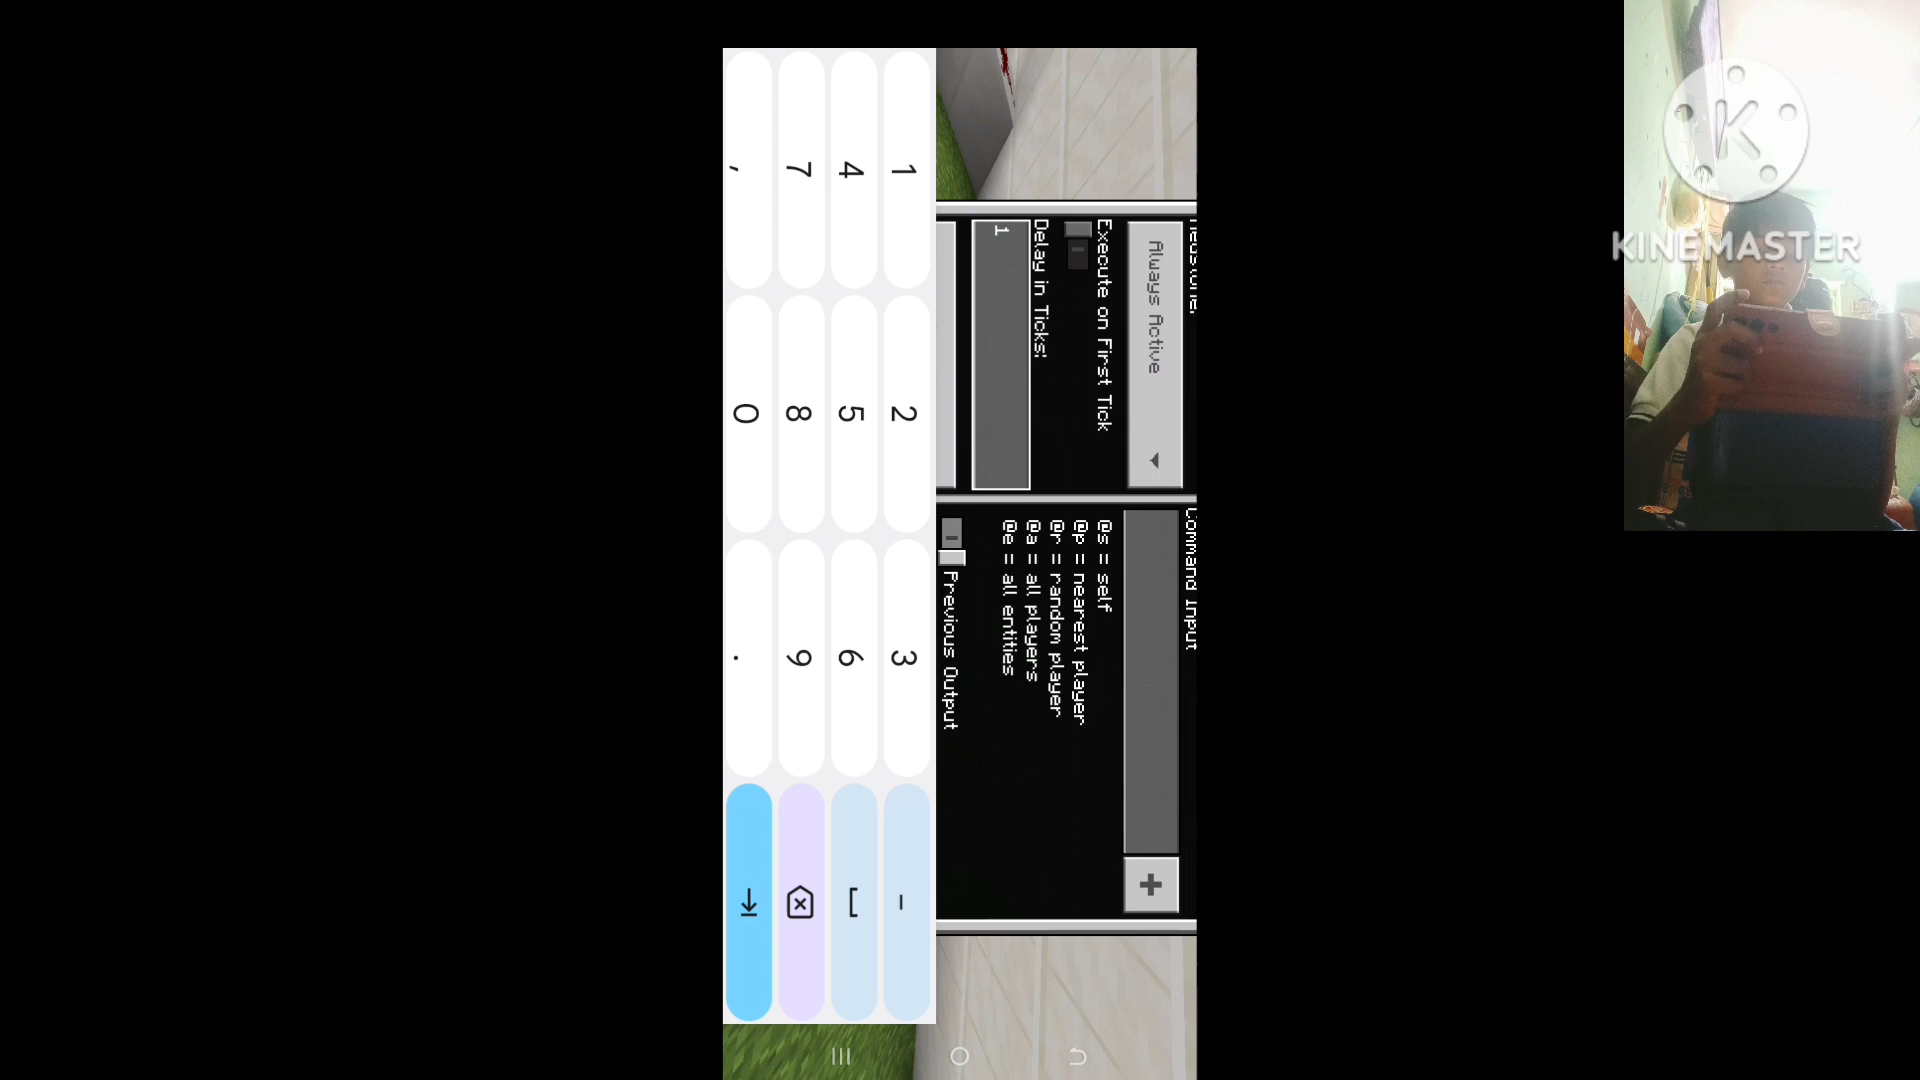 Always Active
Execute on First Tick
Delay in Ticks:
1
Command Input
@s = self
@p = nearest player
@r = random player
@a = all players
@e = all entities
Previous Output
1 2 3 -
4 5 6
7 8 9
, 0 .
K
KINEMASTER